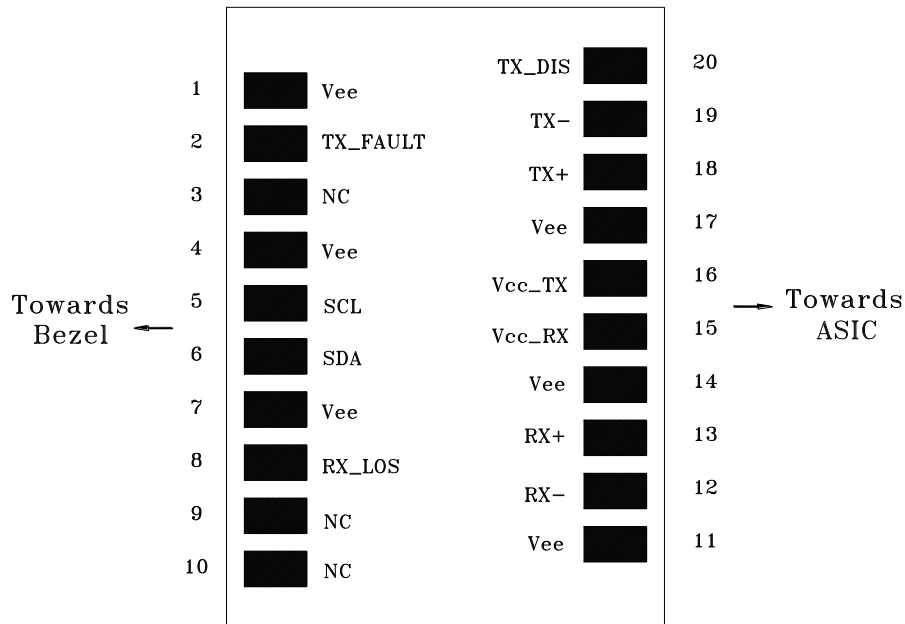 1 Vee
2 TX_FAULT
3 NC
4 Vee
5 SCL
6 SDA
7 Vee
8 RX_LOS
9 NC
10 NC
Towards
Bezel
TX_DIS 20
TX- 19
TX+ 18
Vee 17
Vcc_TX 16
Vcc_RX 15
Vee 14
RX+ 13
RX- 12
Vee 11
Towards
ASIC